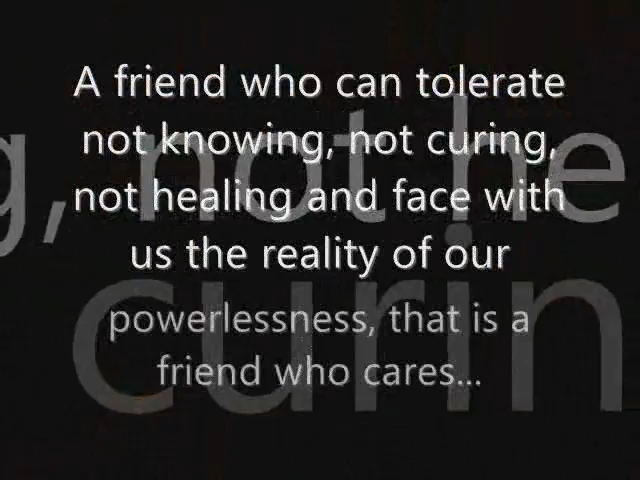 A friend who can tolerate
not knowing, not curing,
not healing and face with
us the reality of our
powerlessness, that is a
friend who cares...
g, not he
curin